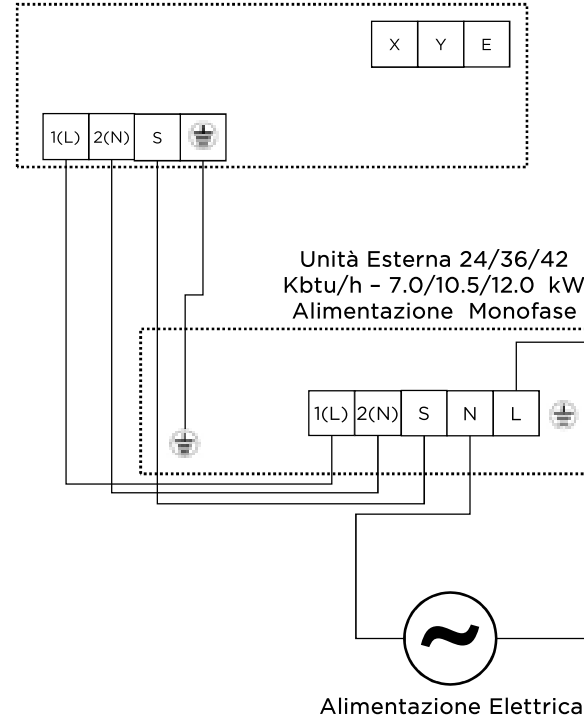 X Y E
1(L) 2(N) S
Unità Esterna 24/36/42
Kbtu/h – 7.0/10.5/12.0 kW
Alimentazione Monofase
1(L) 2(N) S N L
Alimentazione Elettrica